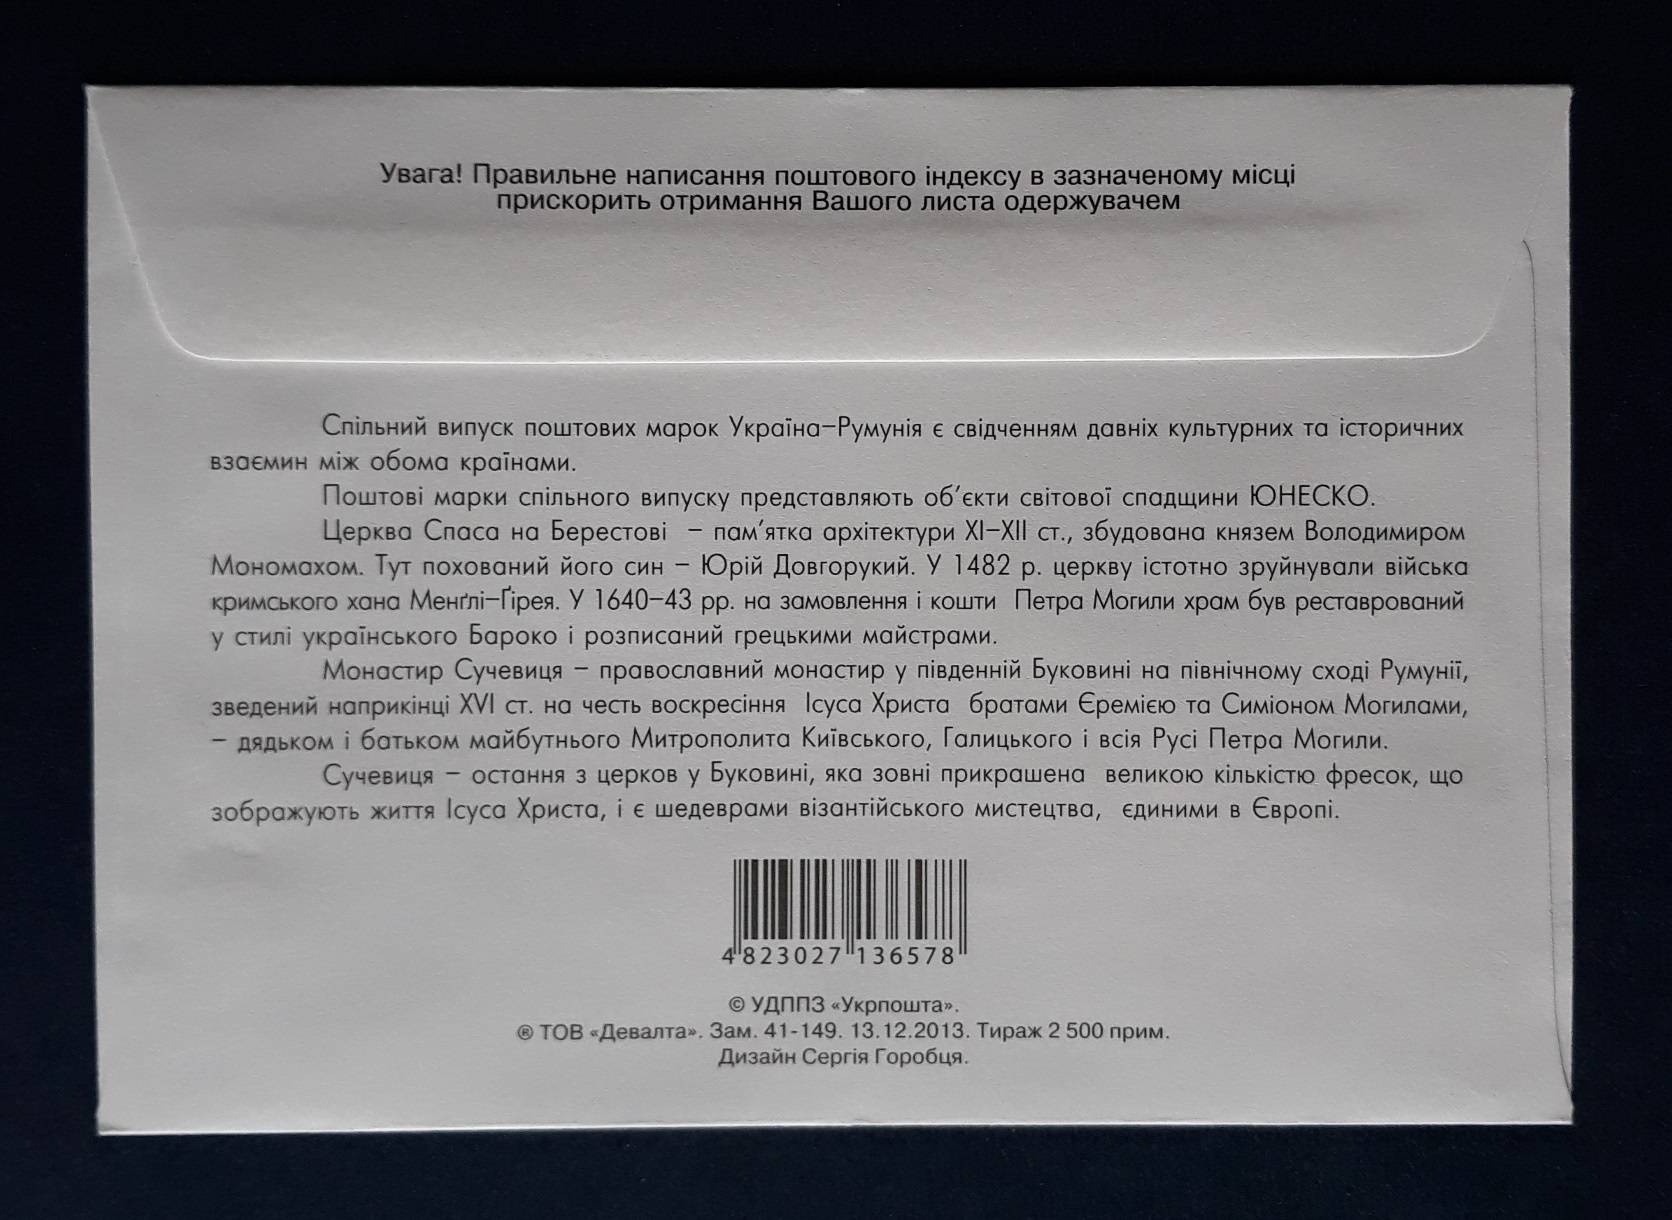 Увага! Правильне написання поштового індексу в зазначеному місці
прискорить отримання Вашого листа одержувачем
Спільний випуск поштових марок Україна–Румунія є свідченням давніх культурних та історичних
взаємин між обома країнами.
Поштові марки спільного випуску представляють об’єкти світової спадщини ЮНЕСКО.
Церква Спаса на Берестові – пам’ятка архітектури XI–XII ст., збудована князем Володимиром
Мономахом. Тут похований його син – Юрій Довгорукий. У 1482 р. церкву істотно зруйнували війська
кримського хана Менґлі–Ґірея. У 1640–43 рр. на замовлення і кошти Петра Могили храм був реставрований
у стилі українського Бароко і розписаний грецькими майстрами.
Монастир Сучевиця – православний монастир у південній Буковині на північному сході Румунії,
зведений наприкінці XVI ст. на честь воскресіння Ісуса Христа братами Єремією та Симіоном Могилами,
– дядьком і батьком майбутнього Митрополита Київського, Галицького і всія Русі Петра Могили.
Сучевиця – остання з церков у Буковині, яка зовні прикрашена великою кількістю фресок, що
зображують життя Ісуса Христа, і є шедеврами візантійського мистецтва, єдиними в Європі.
4 823027 136578
© УДППЗ «Укрпошта».
® ТОВ «Девалта». Зам. 41-149. 13.12.2013. Тираж 2 500 прим.
Дизайн Сергія Горобця.